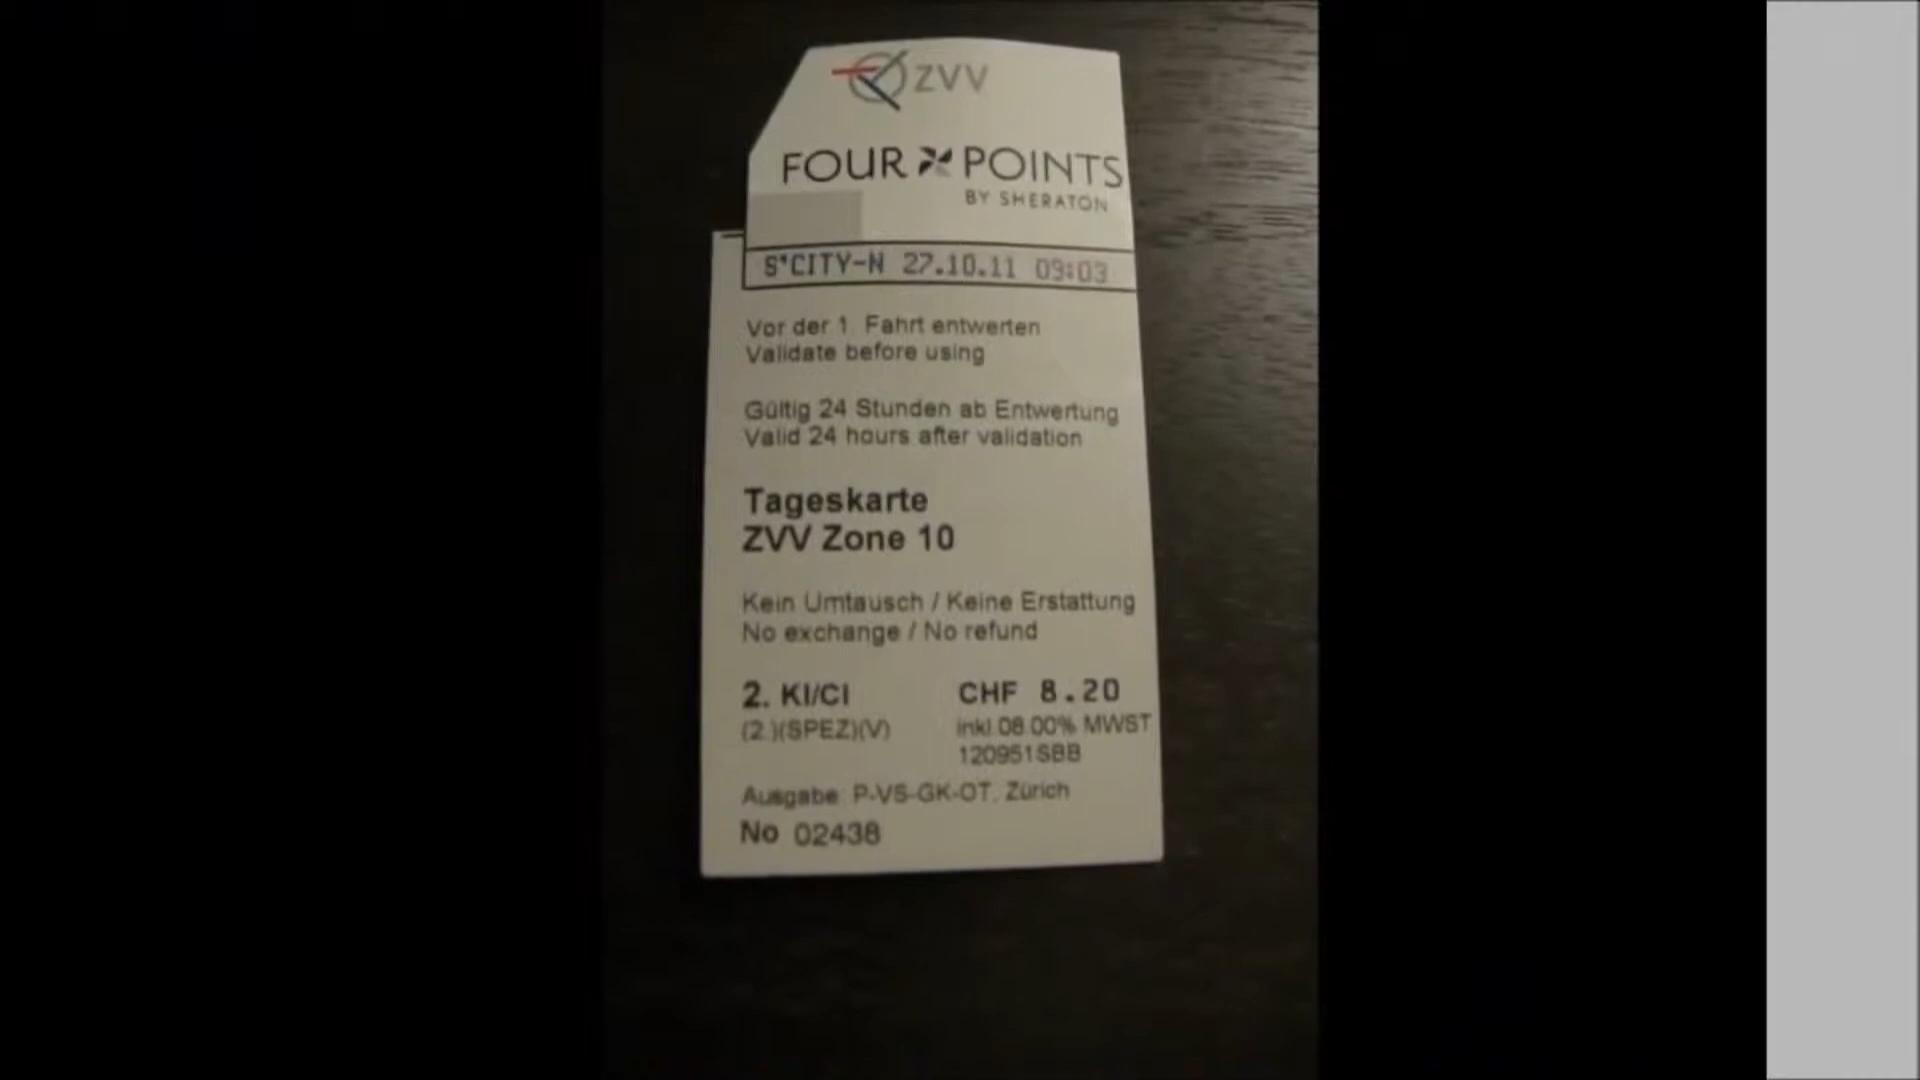 ZVV
FOUR POINTS
BY SHERATON
S'CITY-N 27.10.11 09:03
Vor der 1. Fahrt entwerten
Validate before using
Gültig 24 Stunden ab Entwertung
Valid 24 hours after validation
Tageskarte
ZVV Zone 10
Kein Umtausch / Keine Erstattung
No exchange / No refund
2. Kl/Cl CHF 8.20
(2.)(SPEZ)(V) inkl.08.00% MWST
120951SBB
Ausgabe: P-VS-GK-OT, Zürich
No 02438